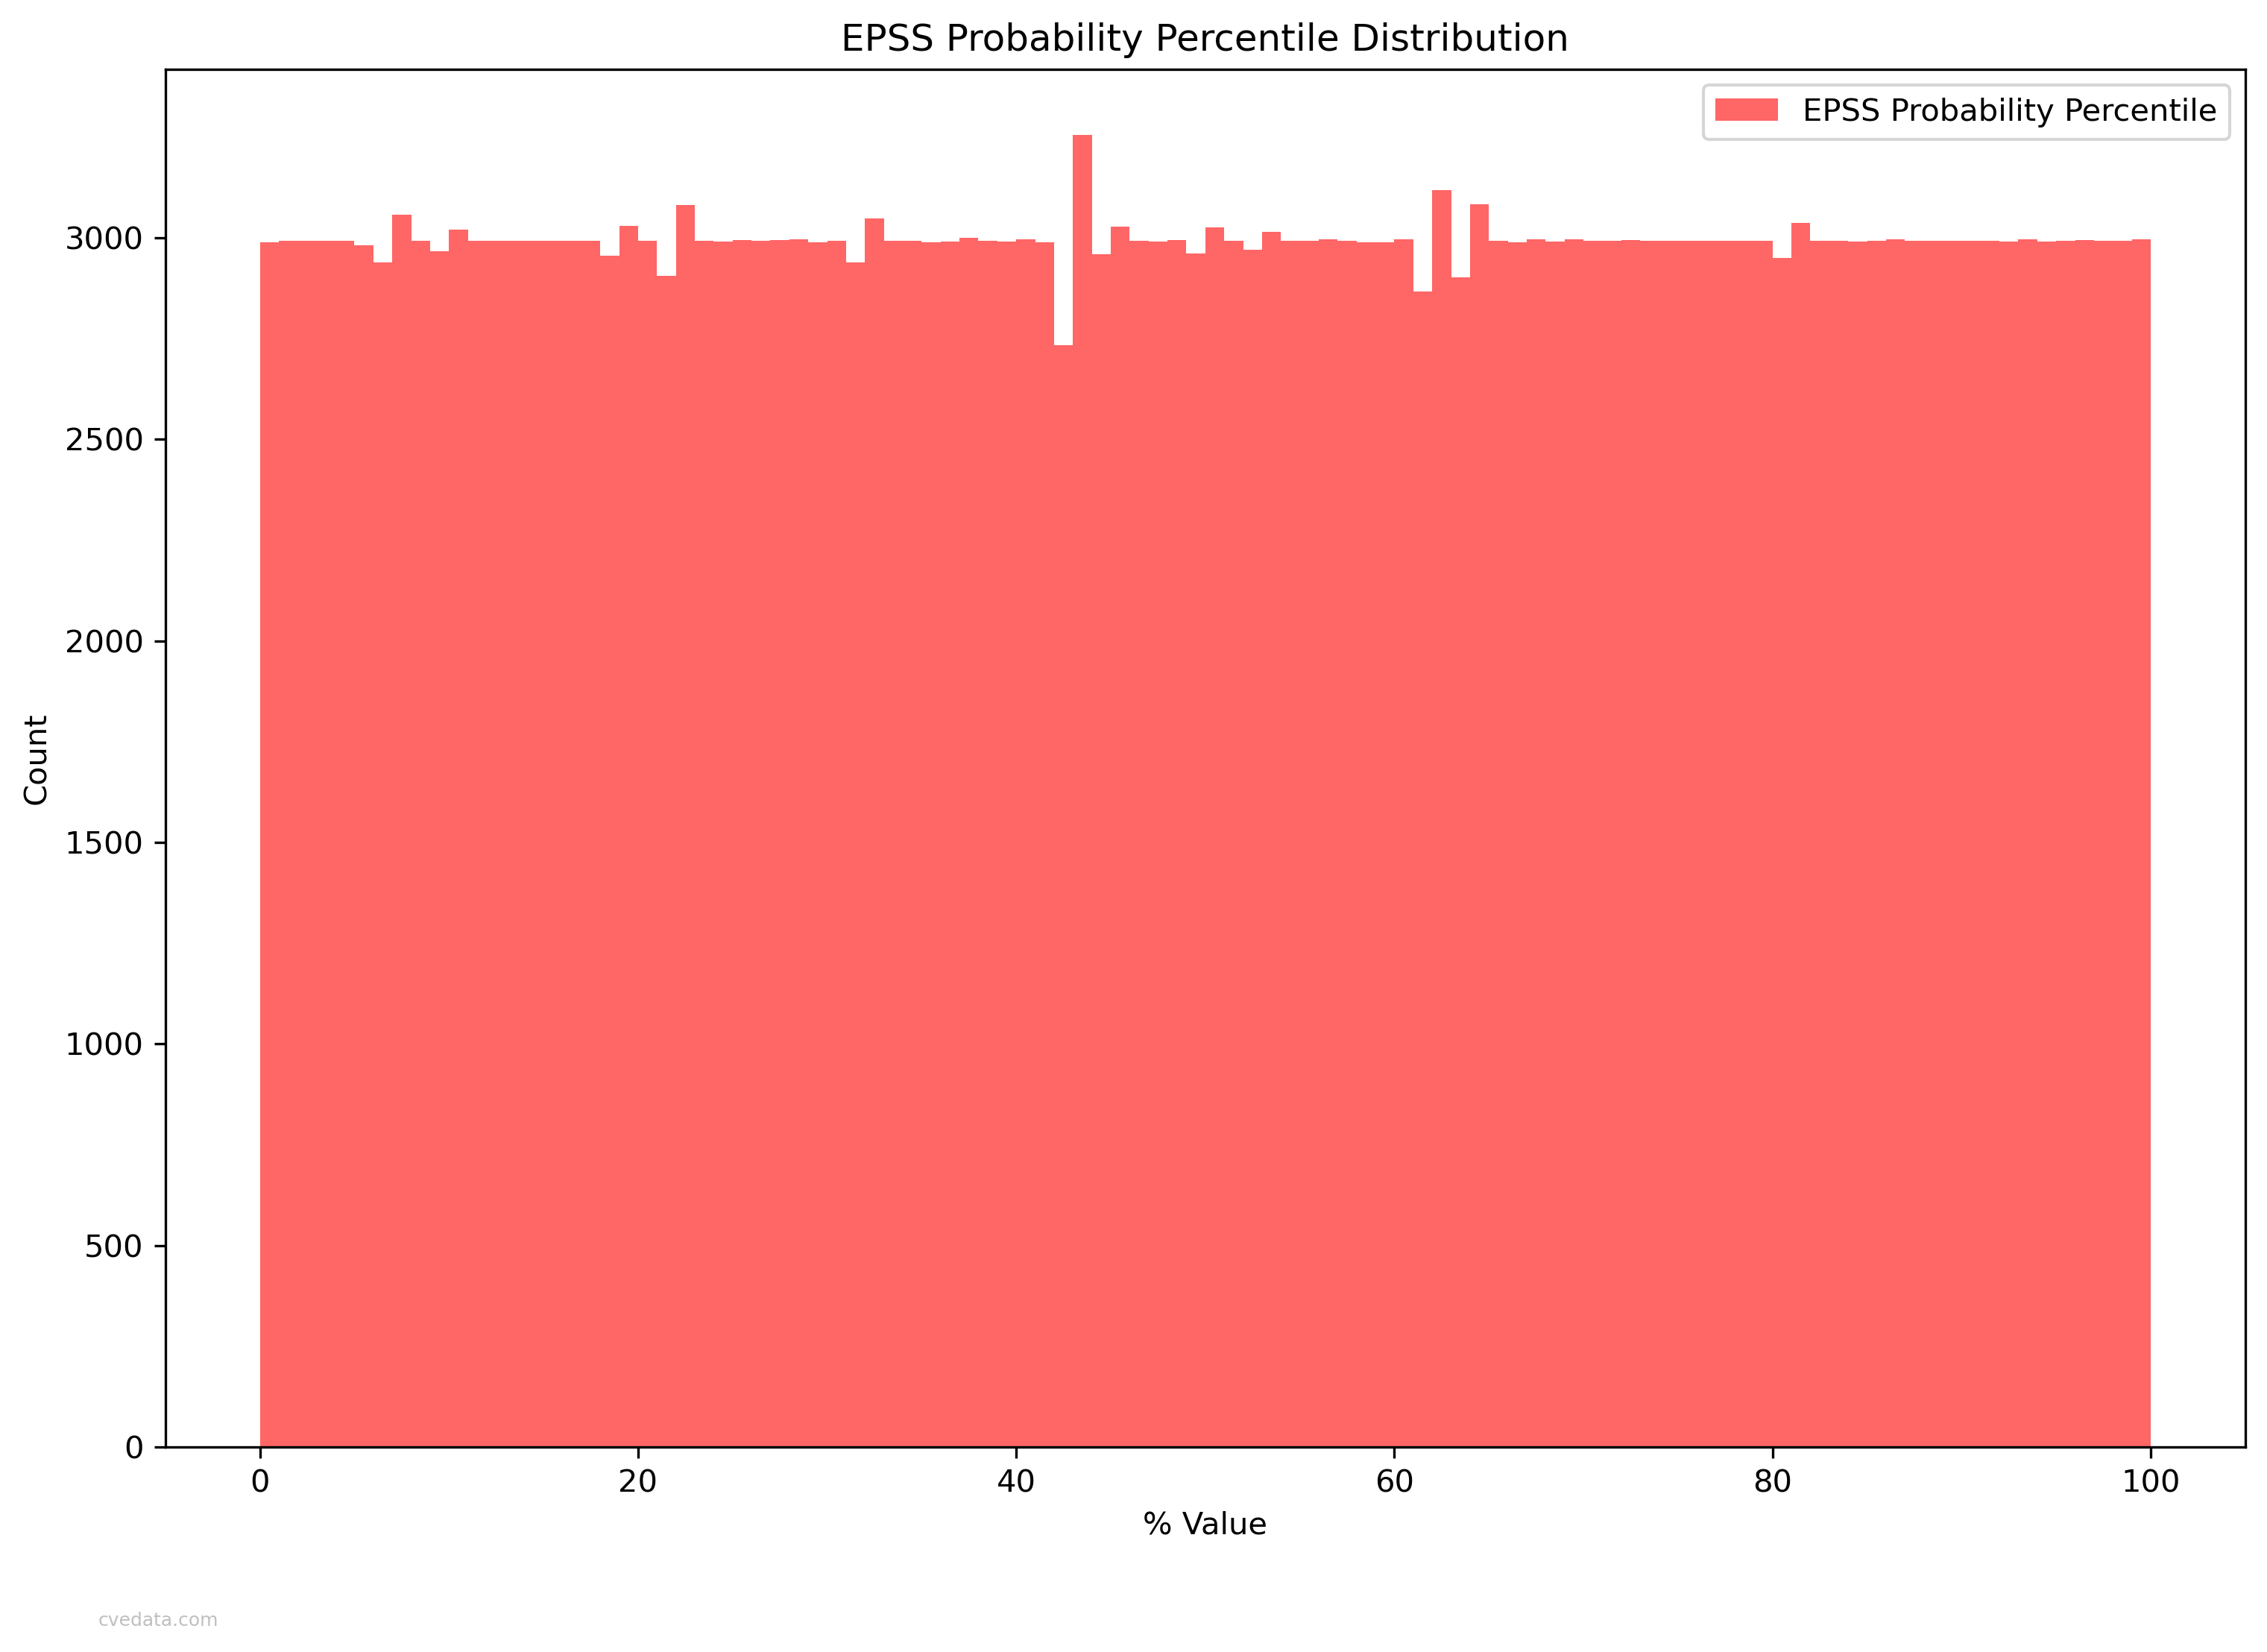 EPSS Probability Percentile Distribution
EPSS Probability Percentile
3000
2500
2000
1500
1000
500
0
Count
0 20 40 60 80 100
% Value
cvedata.com